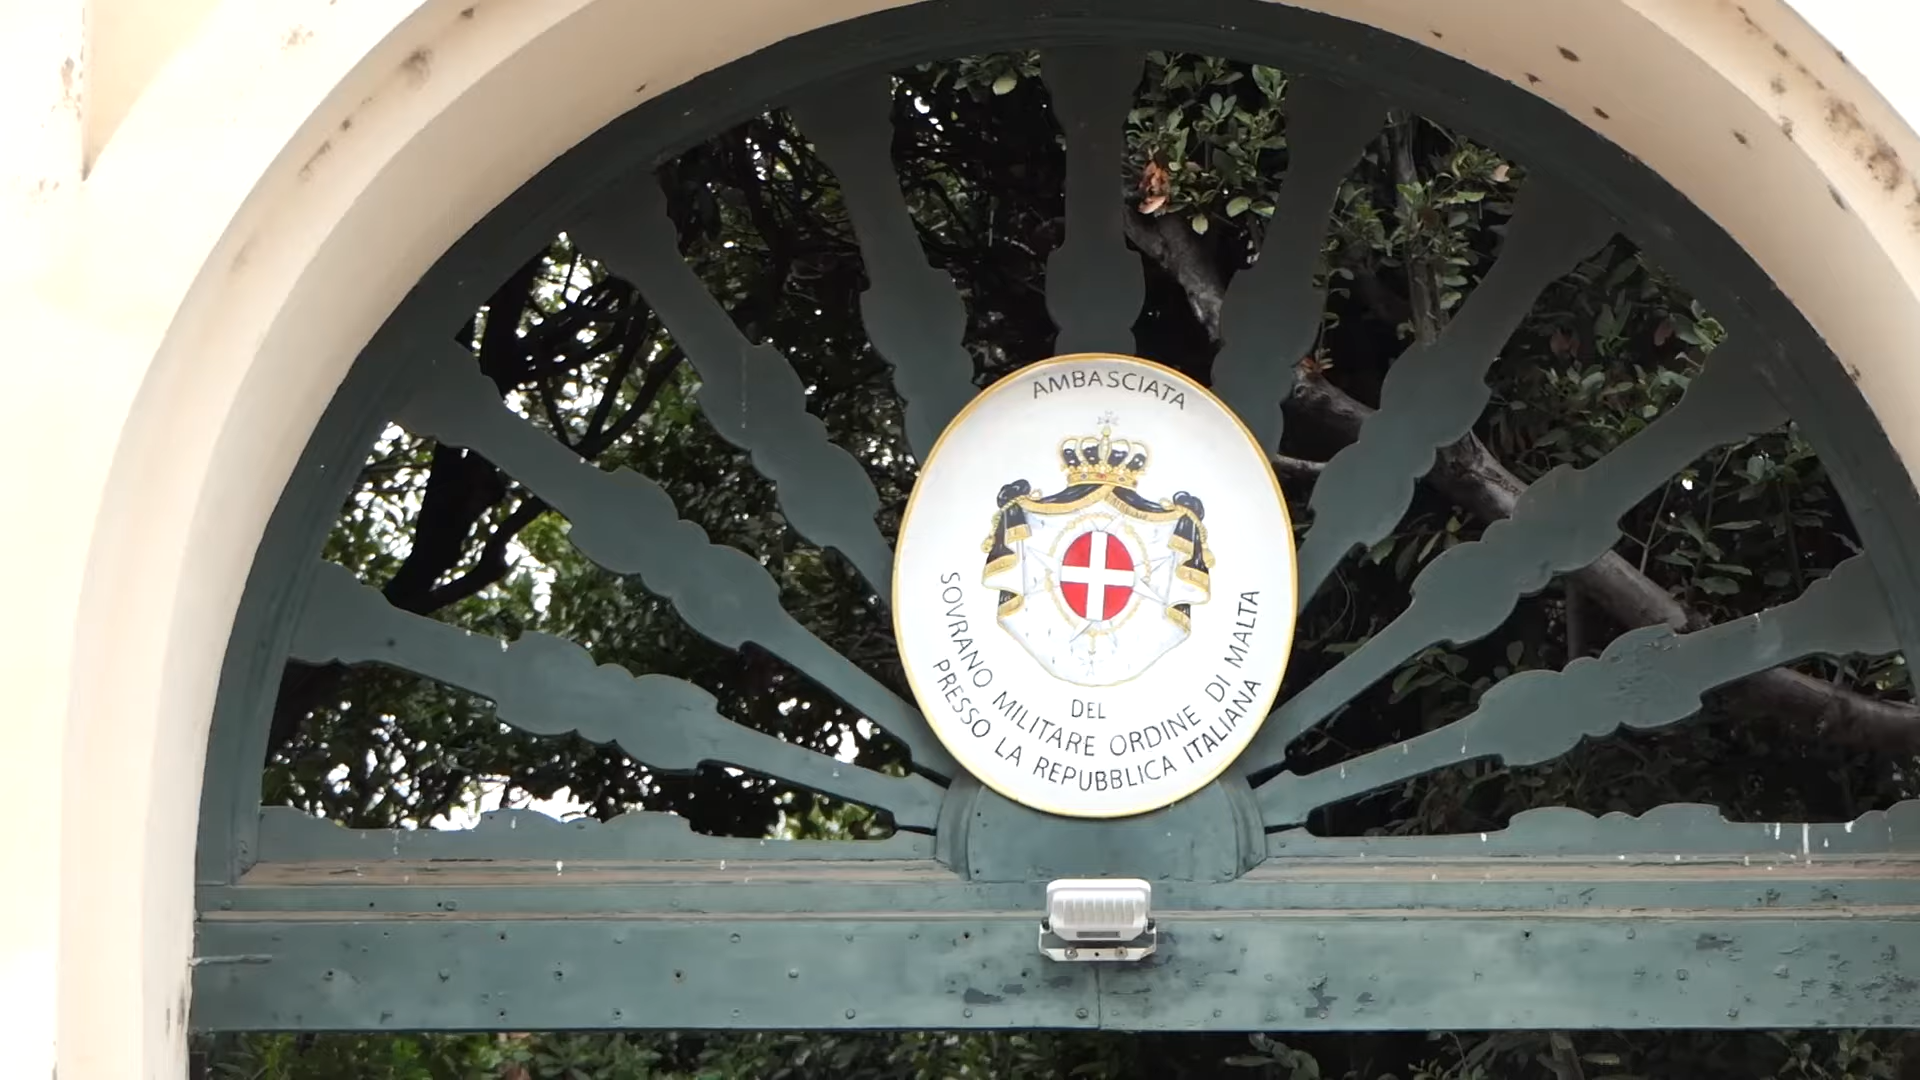 AMBASCIATA
DEL
SOVRANO MILITARE ORDINE DI MALTA
PRESSO LA REPUBBLICA ITALIANA